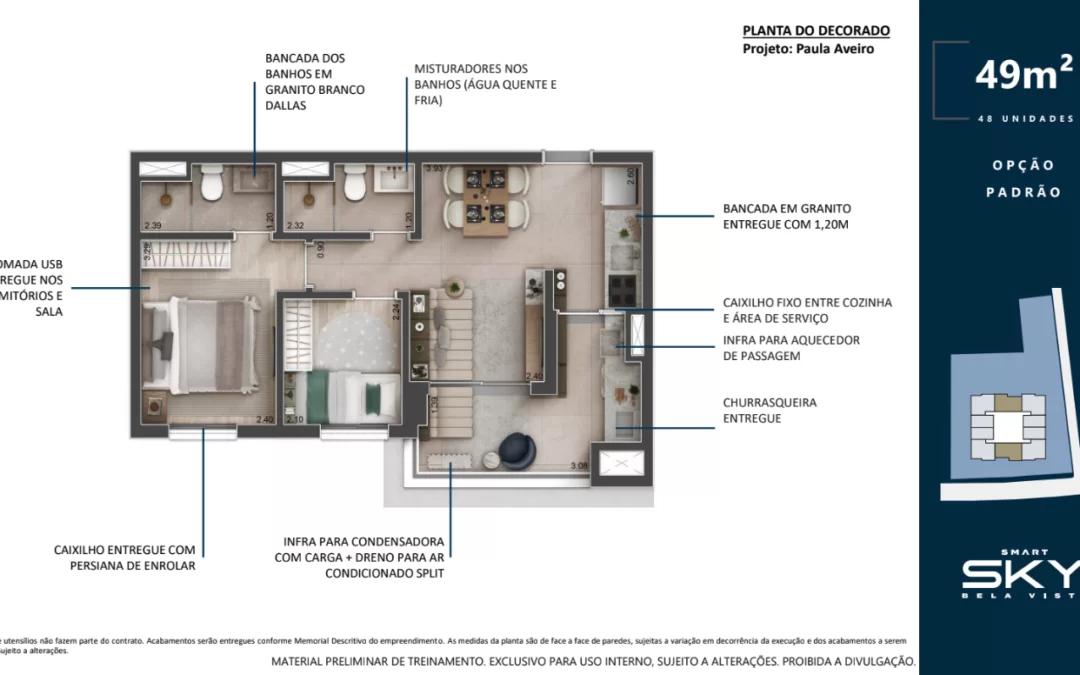 PLANTA DO DECORADO
Projeto: Paula Aveiro
49m²
48 UNIDADES
OPÇÃO
PADRÃO
BANCADA DOS
BANHOS EM
GRANITO BRANCO
DALLAS
MISTURADORES NOS
BANHOS (ÁGUA QUENTE E
FRIA)
BANCADA EM GRANITO
ENTREGUE COM 1,20M
CAIXILHO FIXO ENTRE COZINHA
E ÁREA DE SERVIÇO
INFRA PARA AQUECEDOR
DE PASSAGEM
CHURRASQUEIRA
ENTREGUE
OMADA USB
REGUE NOS
MITÓRIOS E
SALA
3.93
2.60
2.39
1.20
2.32
1.20
3.29
0.90
2.24
2.40
2.10
2.40
1.39
3.08
CAIXILHO ENTREGUE COM
PERSIANA DE ENROLAR
INFRA PARA CONDENSADORA
COM CARGA + DRENO PARA AR
CONDICIONADO SPLIT
SMART
SKY
BELA VIST
e utensílios não fazem parte do contrato. Acabamentos serão entregues conforme Memorial Descritivo do empreendimento. As medidas da planta são de face a face de paredes, sujeitas a variação em decorrência da execução e dos acabamentos a serem
sujeito a alterações.
MATERIAL PRELIMINAR DE TREINAMENTO. EXCLUSIVO PARA USO INTERNO, SUJEITO A ALTERAÇÕES. PROIBIDA A DIVULGAÇÃO.